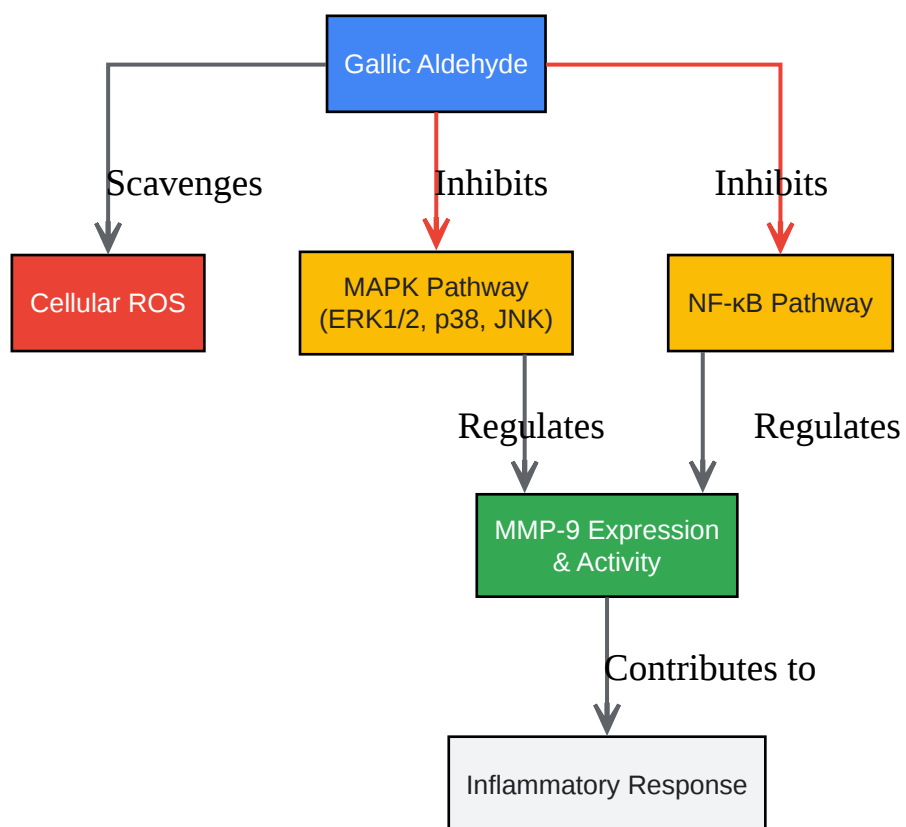 Gallic Aldehyde
Scavenges
Inhibits
Inhibits
Cellular ROS
MAPK Pathway
(ERK1/2, p38, JNK)
NF-κB Pathway
Regulates
Regulates
MMP-9 Expression
& Activity
Contributes to
Inflammatory Response